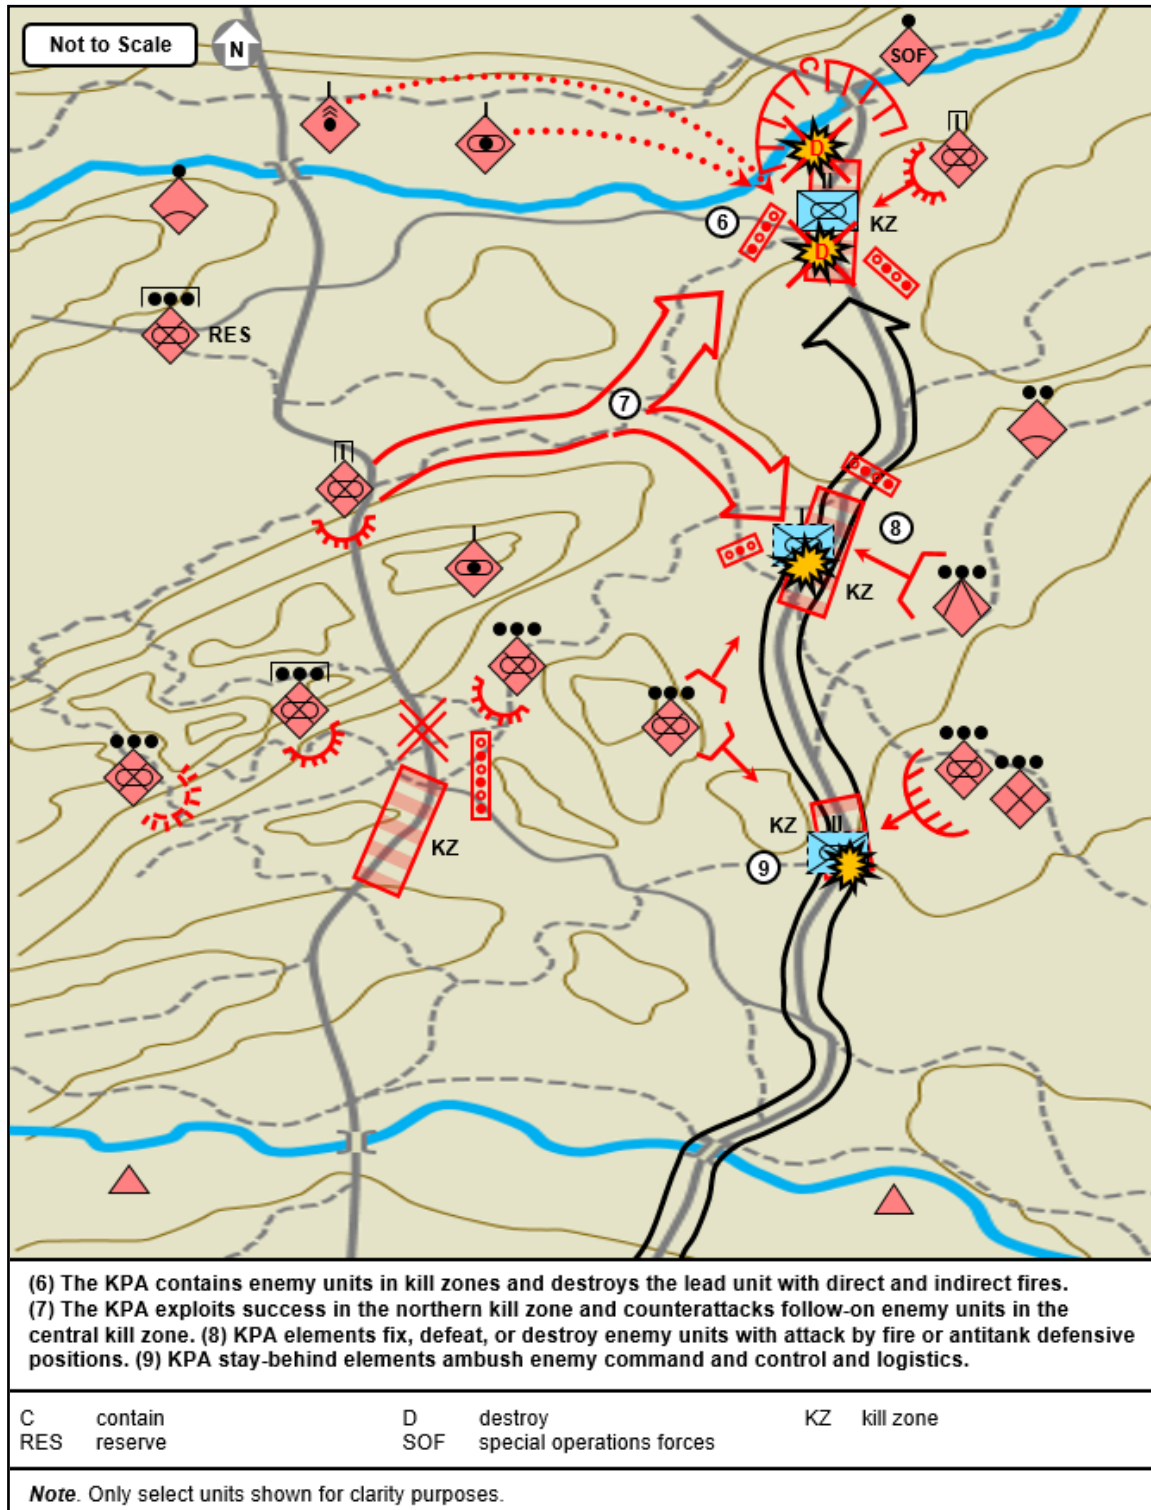 Not to Scale
N
SOF
C
D
KZ
6
D
RES
7
8
KZ
KZ
9
KZ
(6) The KPA contains enemy units in kill zones and destroys the lead unit with direct and indirect fires.
(7) The KPA exploits success in the northern kill zone and counterattacks follow-on enemy units in the
central kill zone. (8) KPA elements fix, defeat, or destroy enemy units with attack by fire or antitank defensive
positions. (9) KPA stay-behind elements ambush enemy command and control and logistics.
C contain D destroy KZ kill zone
RES reserve SOF special operations forces
Note. Only select units shown for clarity purposes.